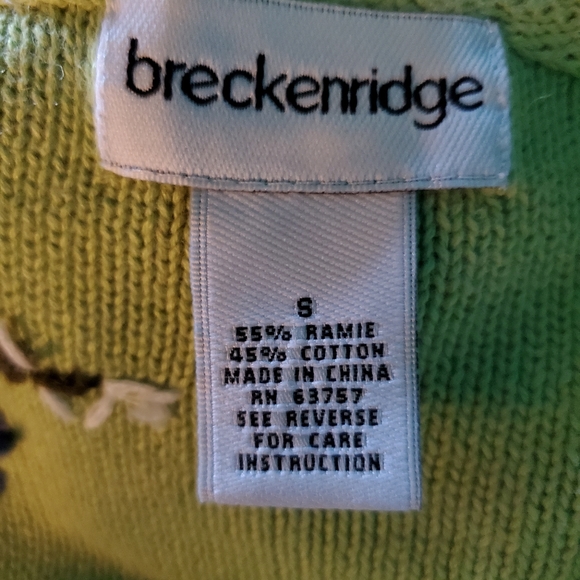 breckenridge
S
55% RAMIE
45% COTTON
MADE IN CHINA
RN 63757
SEE REVERSE
FOR CARE
INSTRUCTION